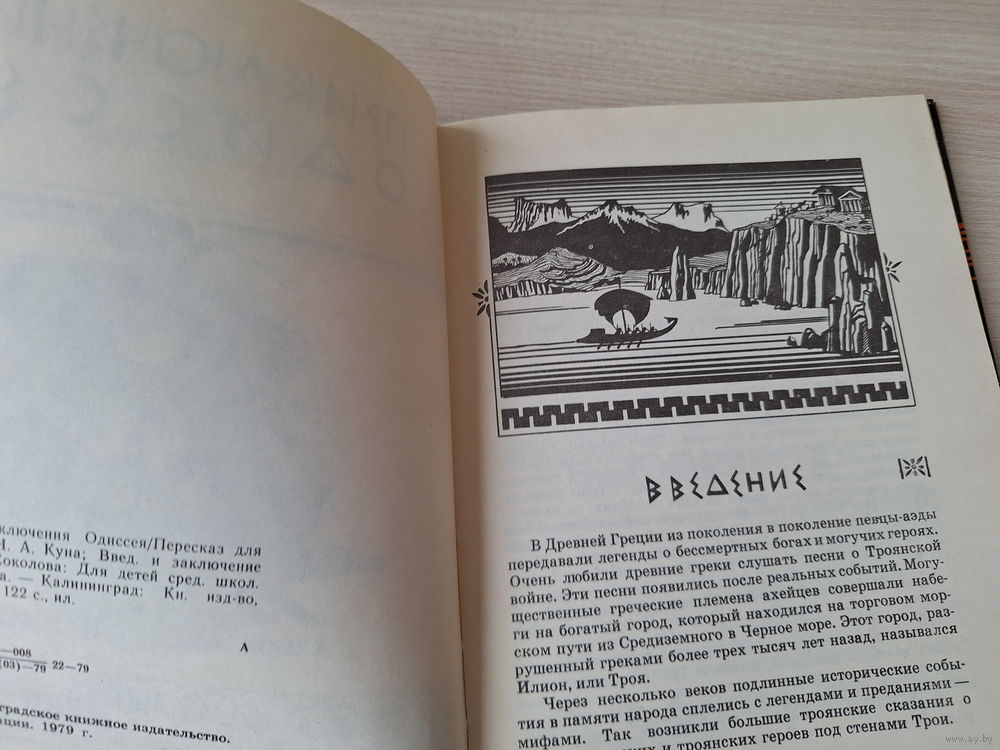 ПРИКЛЮЧЕНИ
ОДИССЕ
ключения Одиссея/Пересказ для
Н. А. Куна; Введ. и заключение
Соколова: Для детей сред. школ.
а. — Калининград: Кн. изд-во,
122 с., ил.
А
—008
(03)—79 22—79
градское книжное издательство.
ации. 1979 г.
ВВЕДЕНИЕ
В Древней Греции из поколения в поколение певцы-аэды
передавали легенды о бессмертных богах и могучих героях.
Очень любили древние греки слушать песни о Троянской
войне. Эти песни появились после реальных событий. Могу-
щественные греческие племена ахейцев совершали набе-
ги на богатый город, который находился на торговом мор-
ском пути из Средиземного в Черное море. Этот город, раз-
рушенный греками более трех тысяч лет назад, назывался
Илион, или Троя.
Через несколько веков подлинные исторические собы-
тия в памяти народа сплелись с легендами и преданиями —
мифами. Так возникли большие троянские сказания о
ских и троянских героев под стенами Трои.
www.ay.by